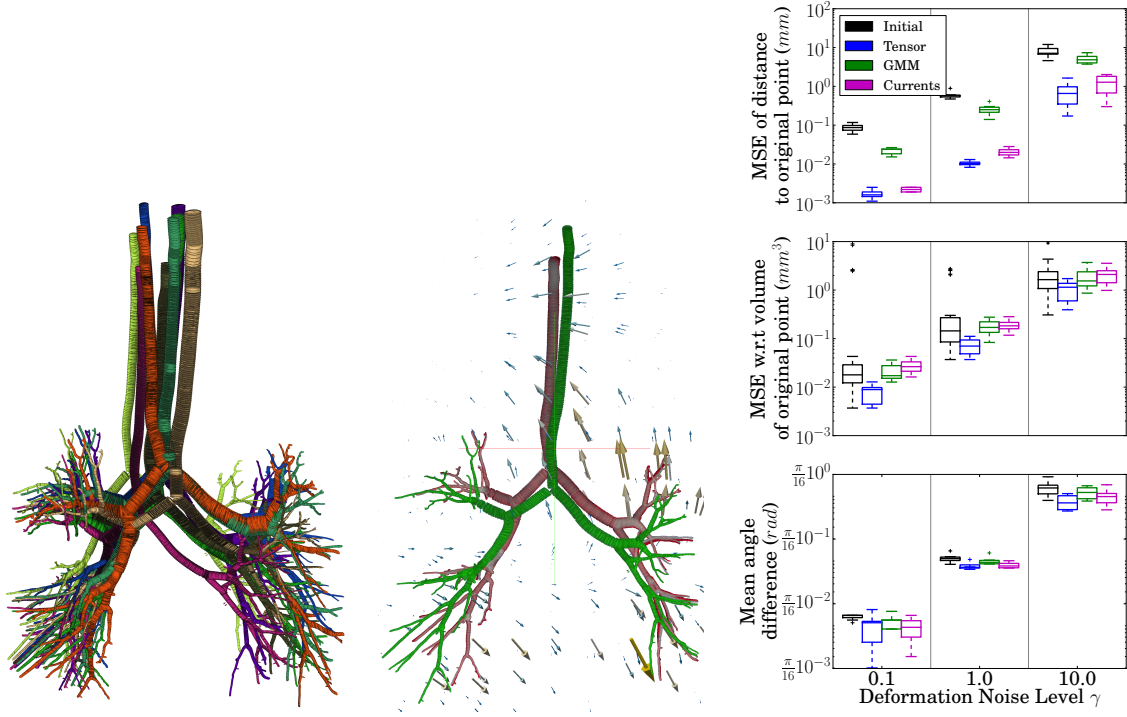 MSE of distance
to original point (mm)
10²
10¹
10⁰
10⁻¹
10⁻²
10⁻³
Initial
Tensor
GMM
Currents
MSE w.r.t volume
of original point (mm³)
10¹
10⁰
10⁻¹
10⁻²
10⁻³
Mean angle
difference (rad)
π/16 10⁰
π/16 10⁻¹
π/16 10⁻²
π/16 10⁻³
0.1 1.0 10.0
Deformation Noise Level γ